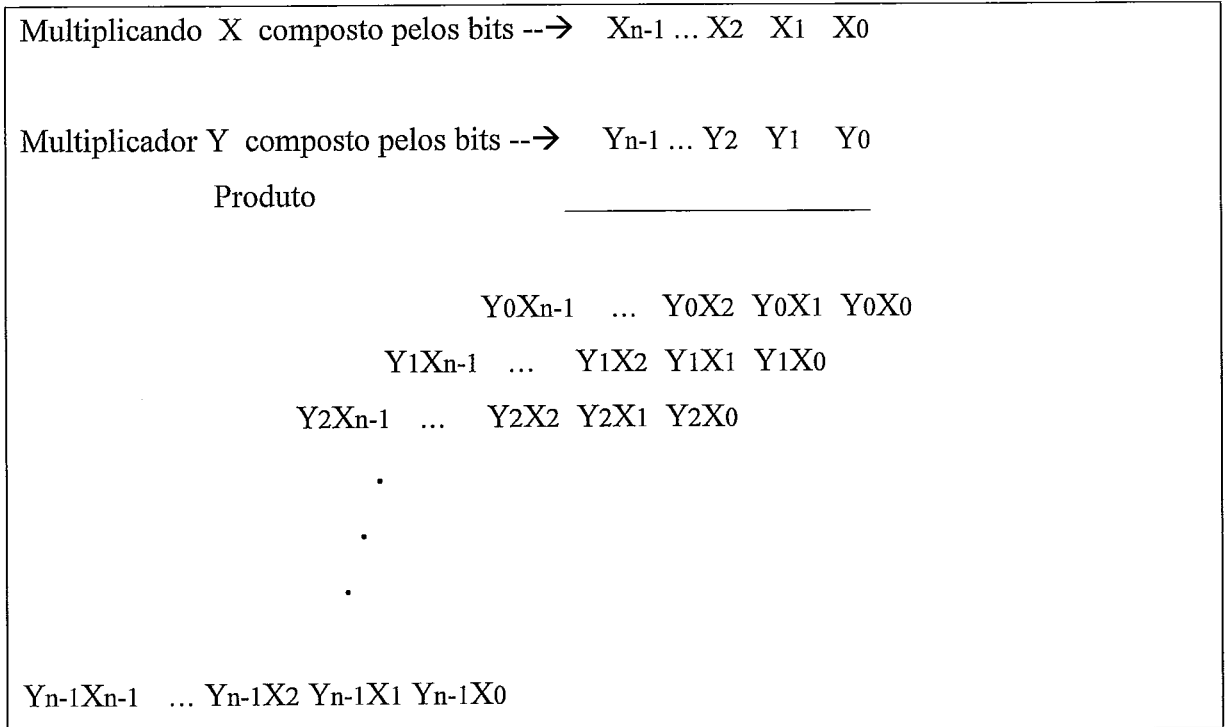 Multiplicando X composto pelos bits --→ Xn-1 ... X2 X1 X0
Multiplicador Y composto pelos bits --→ Yn-1 ... Y2 Y1 Y0
Produto
Y0Xn-1 ... Y0X2 Y0X1 Y0X0
Y1Xn-1 ... Y1X2 Y1X1 Y1X0
Y2Xn-1 ... Y2X2 Y2X1 Y2X0
.
.
.
Yn-1Xn-1 ... Yn-1X2 Yn-1X1 Yn-1X0